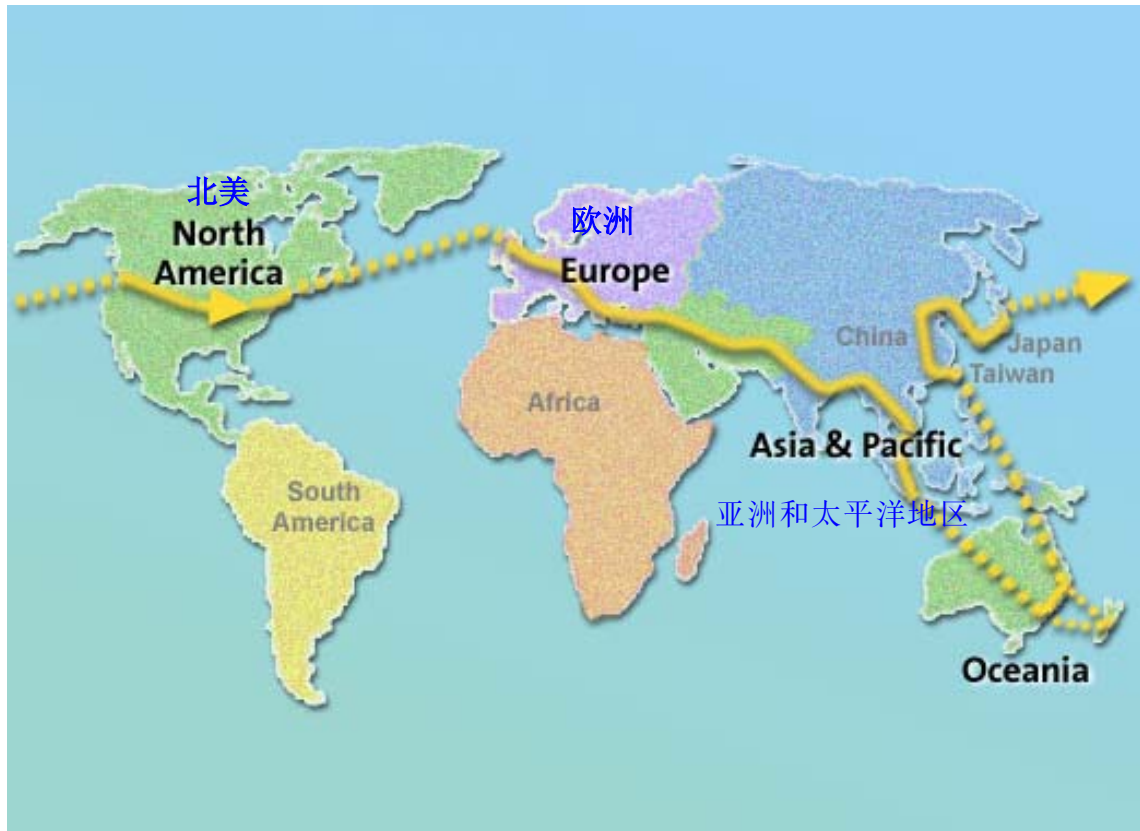 北美
North
America
欧洲
Europe
China
Japan
Taiwan
Africa
Asia & Pacific
South
America
亚洲和太平洋地区
Oceania